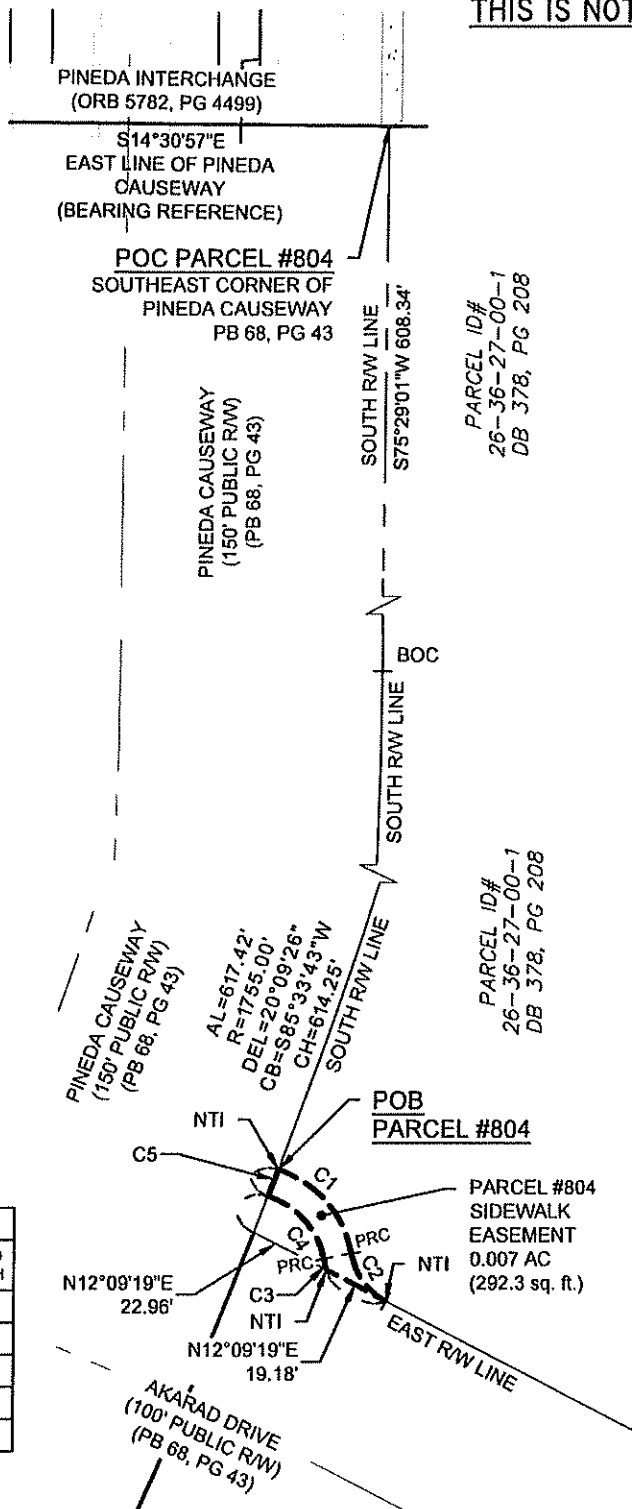 THIS IS NOT
PINEDA INTERCHANGE
(ORB 5782, PG 4499)
S14°30'57"E
EAST LINE OF PINEDA
CAUSEWAY
(BEARING REFERENCE)
POC PARCEL #804
SOUTHEAST CORNER OF
PINEDA CAUSEWAY
PB 68, PG 43
SOUTH R/W LINE
S75°29'01"W 608.34'
PARCEL ID#
26-36-27-00-1
DB 378, PG 208
PINEDA CAUSEWAY
(150' PUBLIC R/W)
(PB 68, PG 43)
BOC
SOUTH R/W LINE
PARCEL ID#
26-36-27-00-1
DB 378, PG 208
PINEDA CAUSEWAY
(150' PUBLIC R/W)
(PB 68, PG 43)
AL=617.42'
R=1755.00'
DEL=20°09'26"
CB=S85°33'43"W
CH=614.25'
SOUTH R/W LINE
NTI
POB
PARCEL #804
C5
C1
PARCEL #804
SIDEWALK
EASEMENT
0.007 AC
(292.3 sq. ft.)
C4
PRC
PRC
C2
NTI
N12°09'19"E
22.96'
C3
NTI
N12°09'19"E
19.18'
EAST R/W LINE
AKARAD DRIVE
(100' PUBLIC R/W)
(PB 68, PG 43)